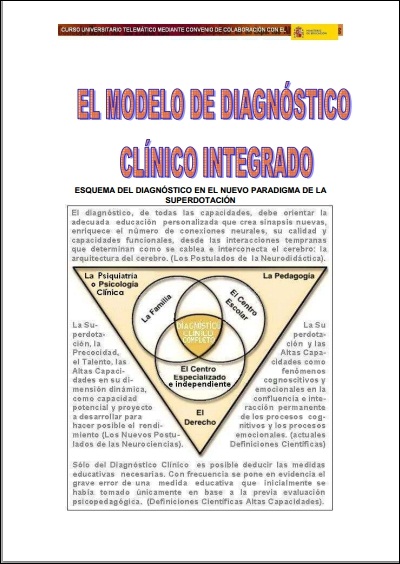 CURSO UNIVERSITARIO TELEMÁTICO MEDIANTE CONVENIO DE COLABORACIÓN CON EL
EL MODELO DE DIAGNÓSTICO
CLÍNICO INTEGRADO
ESQUEMA DEL DIAGNÓSTICO EN EL NUEVO PARADIGMA DE LA
SUPERDOTACIÓN
El diagnóstico, de todas las capacidades, debe orientar la
adecuada educación personalizada que crea sinapsis nuevas,
enriquece el número de conexiones neurales, su calidad y
capacidades funcionales, desde las interacciones tempranas
que determinan como se cablea e interconecta el cerebro: la
arquitectura del cerebro. (Los Postulados de la Neurodidáctica).
La Psiquiatría
o Psicología
Clínica
La Pedagogía
La Familia
El Centro
Escolar
DIAGNÓSTICO
CLÍNICO
COMPLETO
El Centro
Especializado
e independiente
El
Derecho
La Su-
perdota-
ción, la
Precocidad,
el Talento, las
Altas Capaci-
dades en su di-
mensión dinámica,
como capacidad
potencial y proyecto
a desarrollar para
hacer posible el rendi-
miento (Los Nuevos Postu-
lados de las Neurociencias).
La Su
perdota-
ción y las
Altas Capa-
cidades como
fenómenos
cognoscitivos y
emocionales en la
confluencia e inte-
racción permanente
de los procesos cog-
nitivos y los procesos
emocionales. (actuales
Definiciones Científicas)
Sólo del Diagnóstico Clínico es posible deducir las medidas
educativas necesarias. Con frecuencia se pone en evidencia el
grave error de una medida educativa que inicialmente se
había tomado únicamente en base a la previa evaluación
psicopedagógica. (Definiciones Científicas Altas Capacidades).